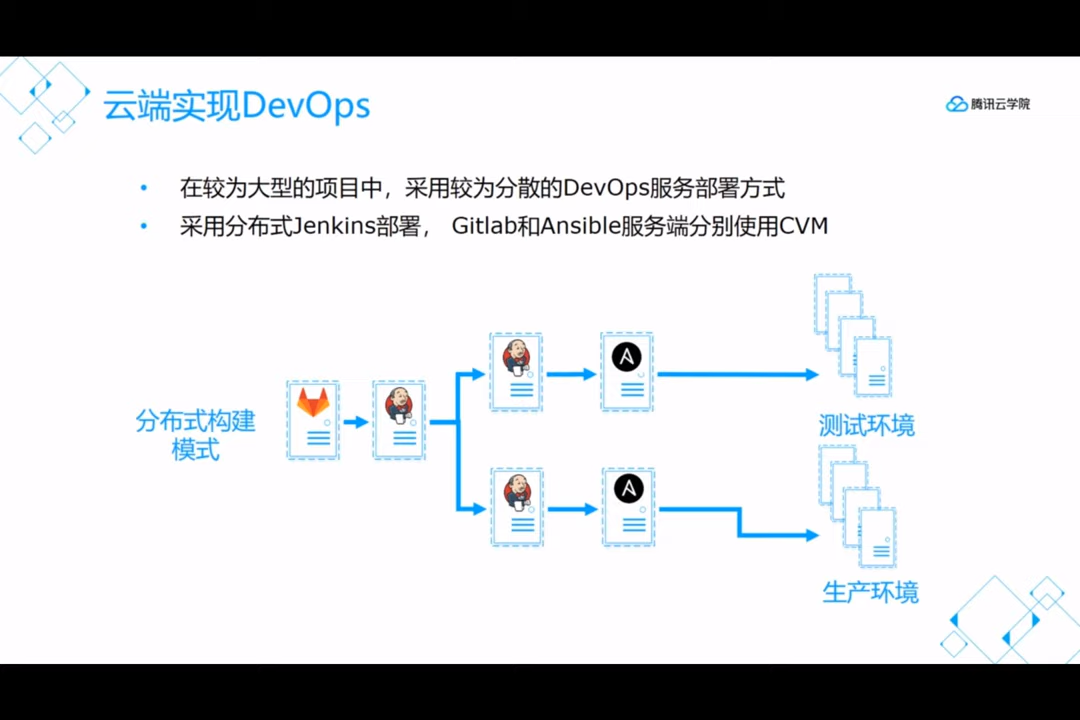 云端实现DevOps
腾讯云学院
• 在较为大型的项目中，采用较为分散的DevOps服务部署方式
• 采用分布式Jenkins部署， Gitlab和Ansible服务端分别使用CVM
分布式构建
模式
测试环境
生产环境